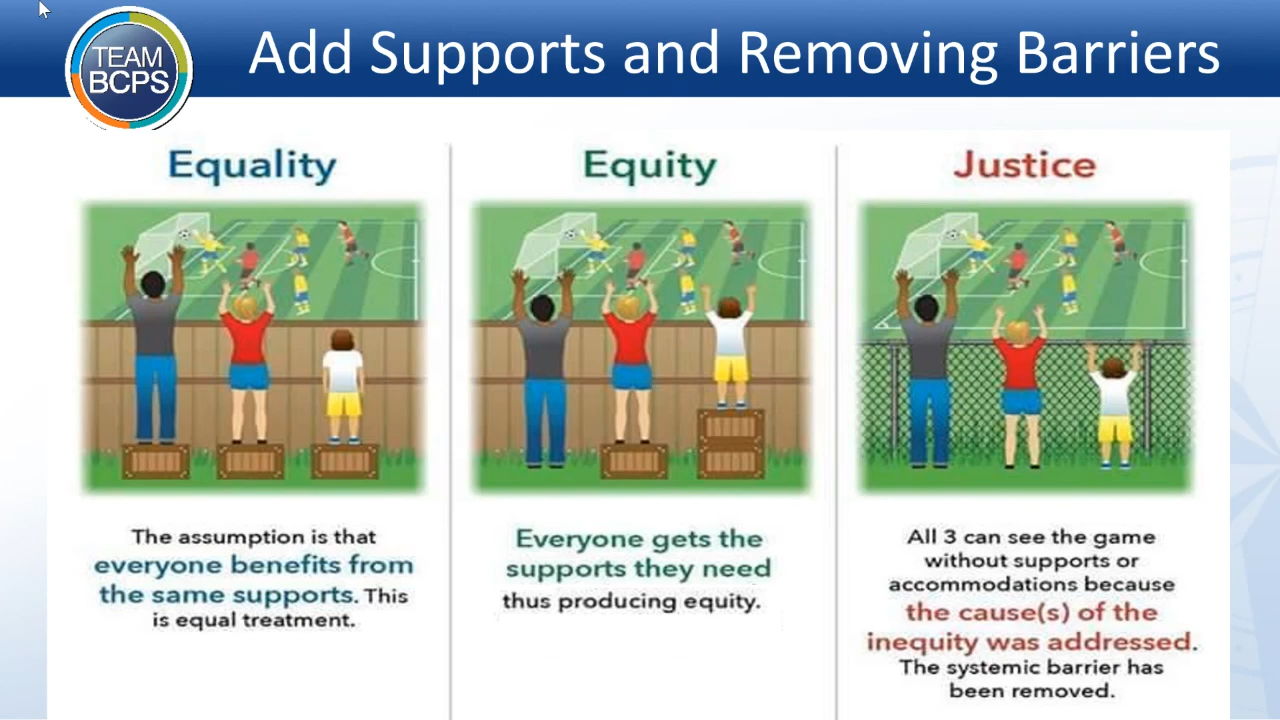 TEAM
BCPS
Add Supports and Removing Barriers
Equality
The assumption is that
everyone benefits from
the same supports. This
is equal treatment.
Equity
Everyone gets the
supports they need
thus producing equity.
Justice
All 3 can see the game
without supports or
accommodations because
the cause(s) of the
inequity was addressed.
The systemic barrier has
been removed.